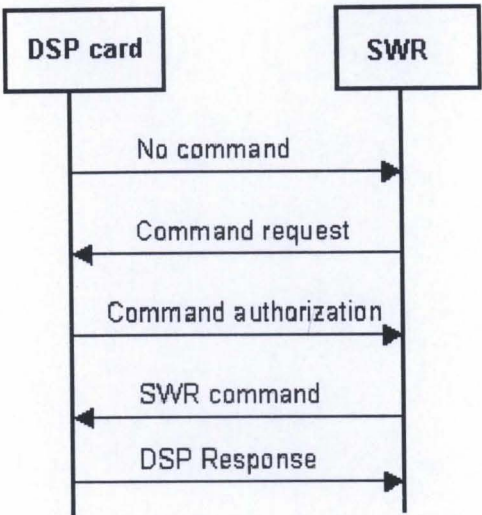 DSP card
SWR
No command
Command request
Command authorization
SWR command
DSP Response